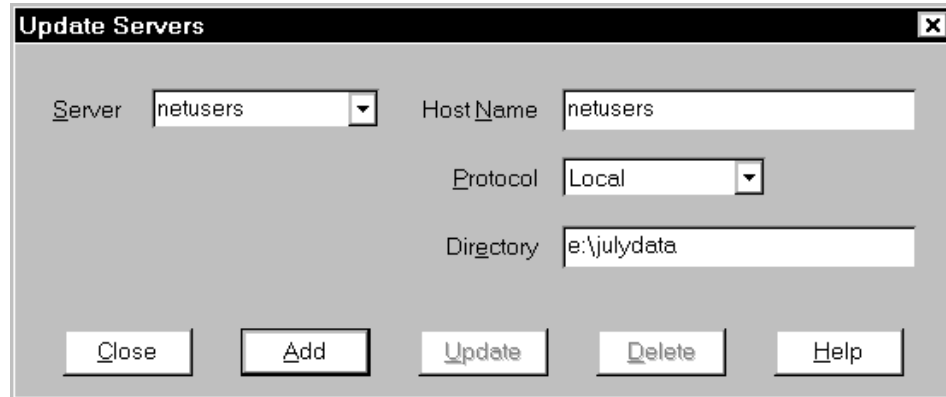 Update Servers
Server netusers Host Name netusers
Protocol Local
Directory e:\julydata
Close Add Update Delete Help